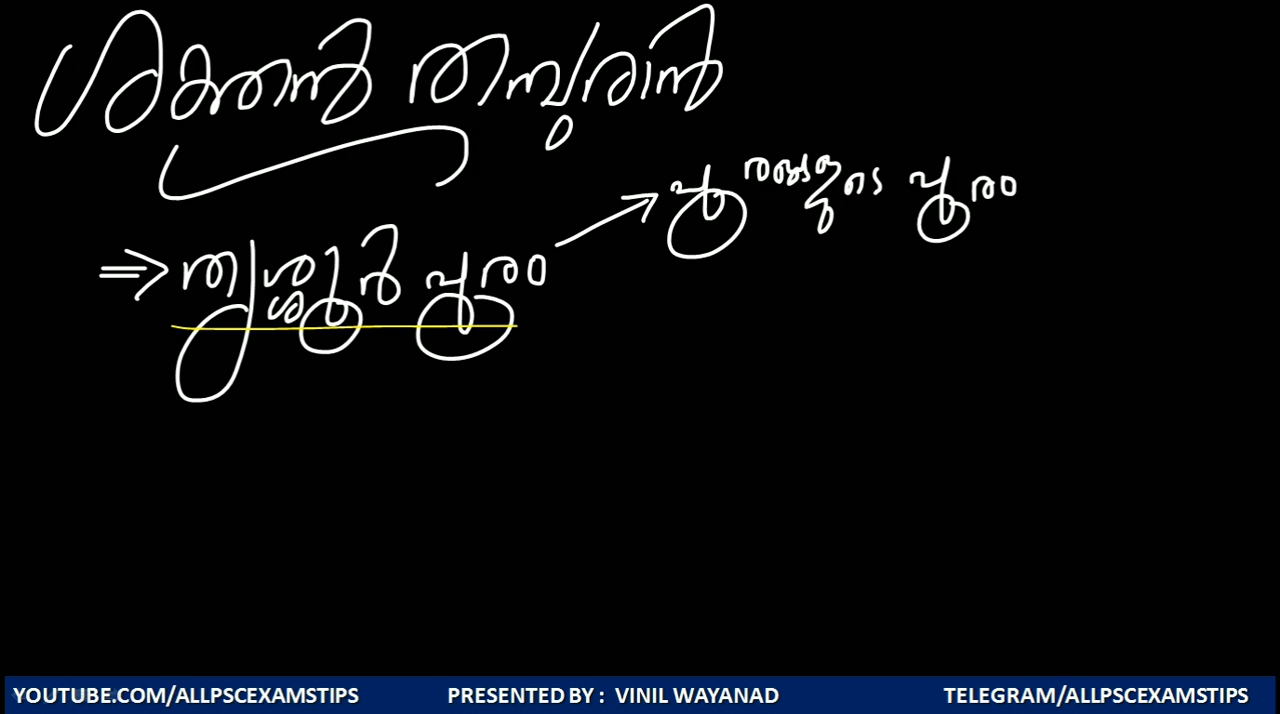 ശക്തൻ തമ്പുരാൻ
പൂരങ്ങളുടെ പൂരം
⇒ തൃശ്ശൂർ പൂരം
YOUTUBE.COM/ALLPSCEXAMSTIPS PRESENTED BY : VINIL WAYANAD TELEGRAM/ALLPSCEXAMSTIPS